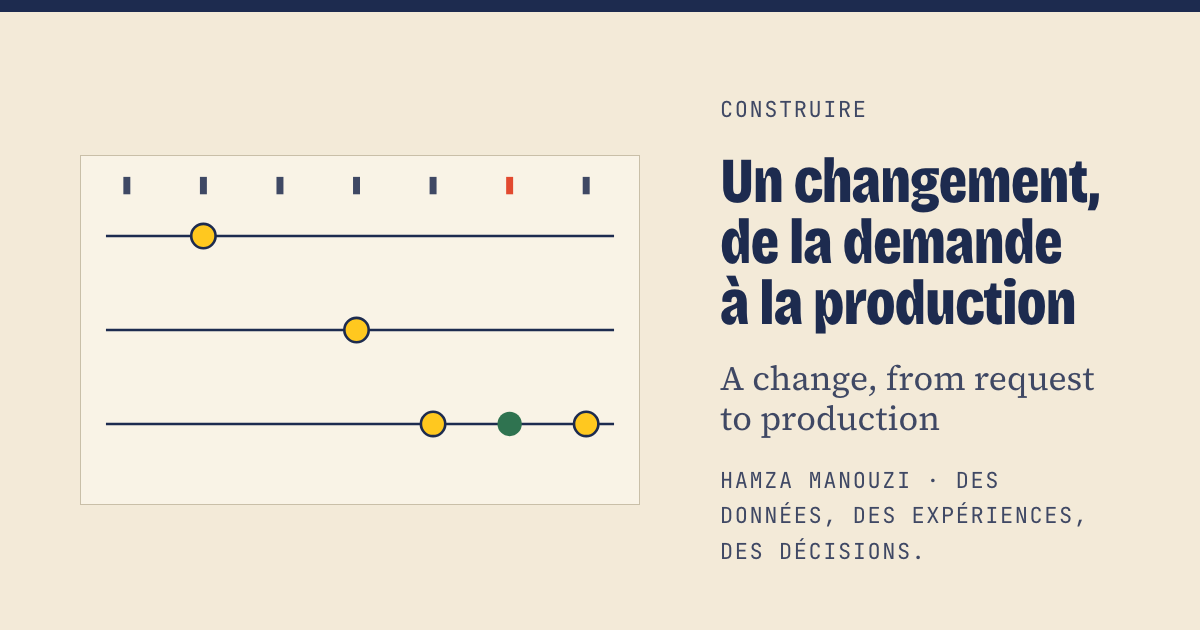 CONSTRUIRE
Un changement,
de la demande
à la production
A change, from request
to production
HAMZA MANOUZI · DES
DONNÉES, DES EXPÉRIENCES,
DES DÉCISIONS.